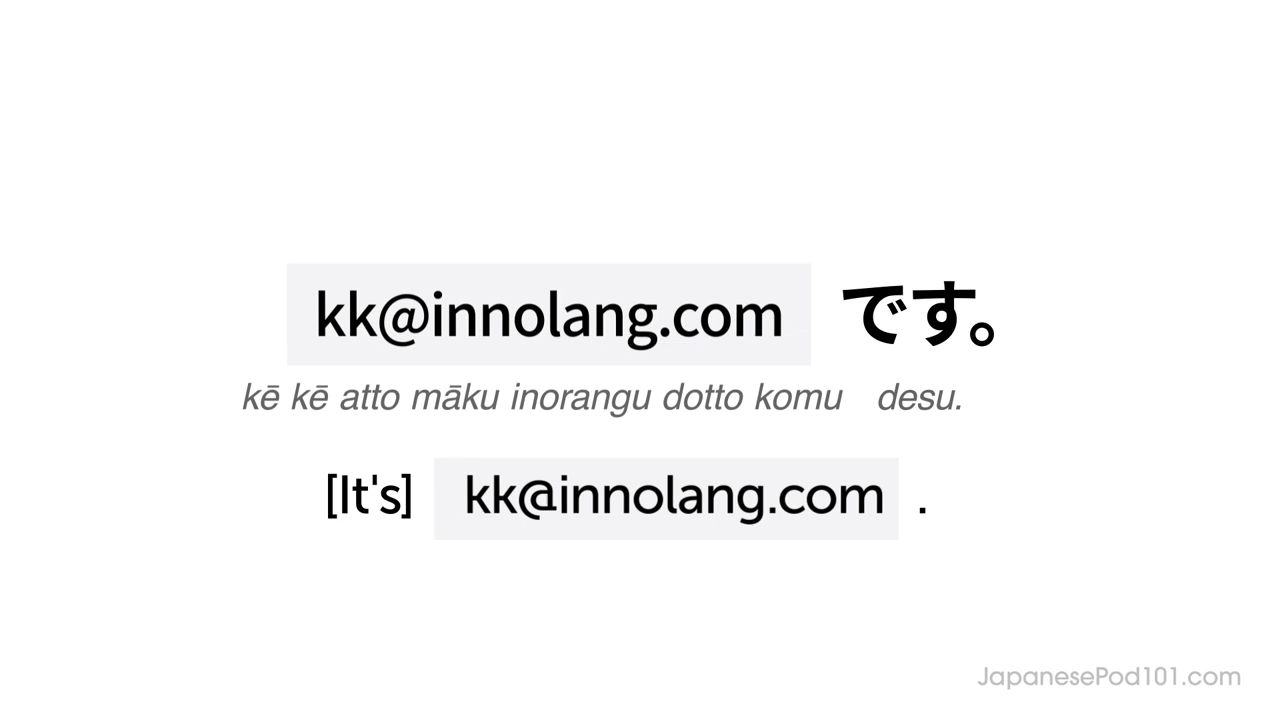 kk@innolang.com です。
kē kē atto māku inorangu dotto komu desu.
[It's] kk@innolang.com .
JapanesePod101.com